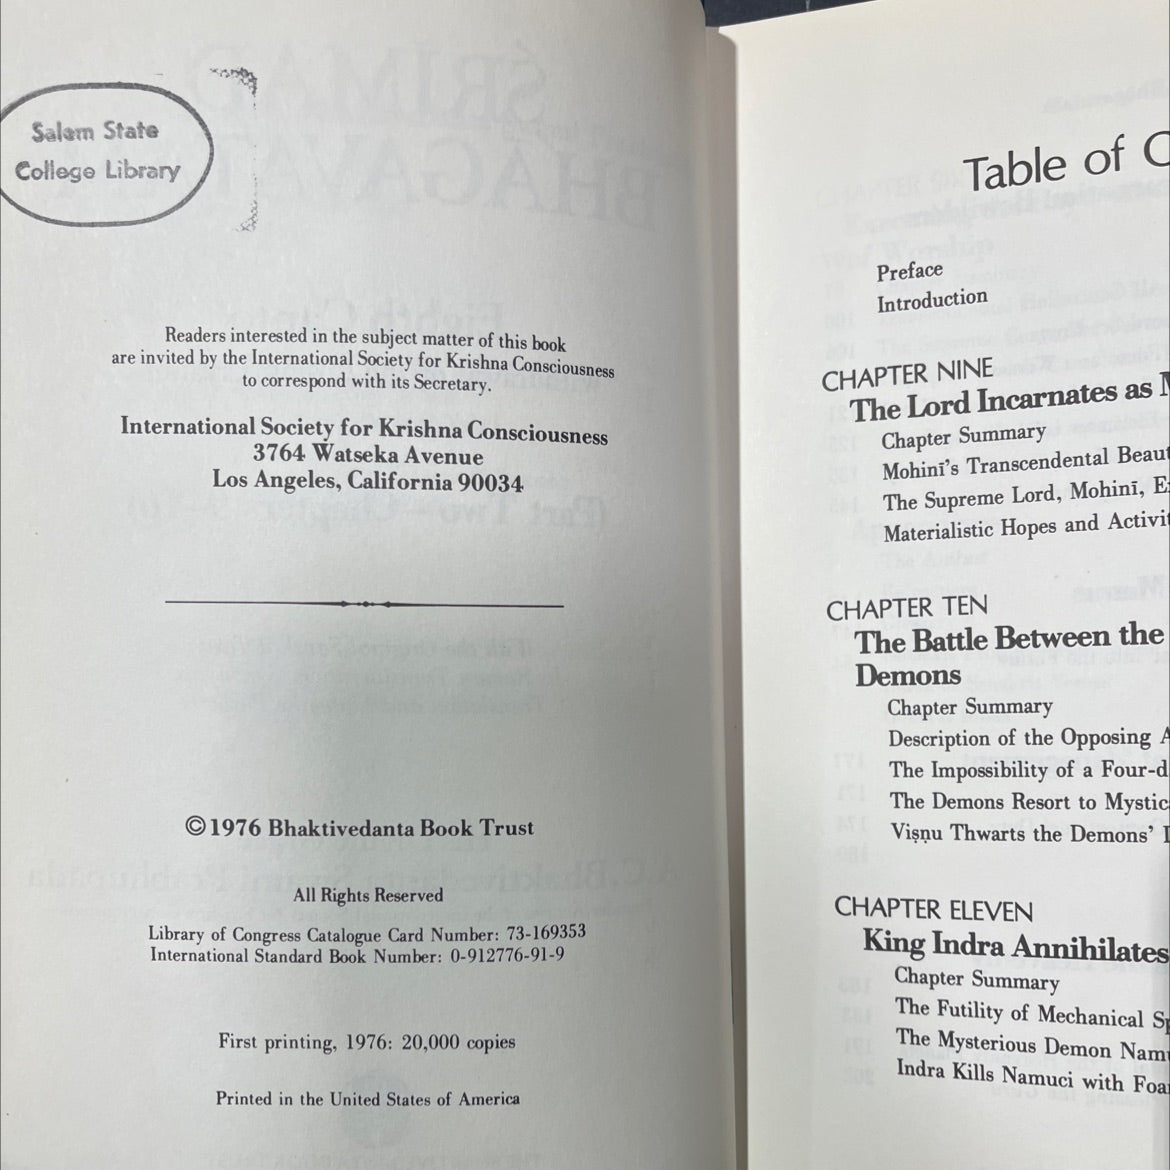 Salem State
College Library
Readers interested in the subject matter of this book
are invited by the International Society for Krishna Consciousness
to correspond with its Secretary.
International Society for Krishna Consciousness
3764 Watseka Avenue
Los Angeles, California 90034
©1976 Bhaktivedanta Book Trust
All Rights Reserved
Library of Congress Catalogue Card Number: 73-169353
International Standard Book Number: 0-912776-91-9
First printing, 1976: 20,000 copies
Printed in the United States of America
Table of C
Preface
Introduction
CHAPTER NINE
The Lord Incarnates as M
Chapter Summary
Mohinī's Transcendental Beaut
The Supreme Lord, Mohinī, E
Materialistic Hopes and Activit
CHAPTER TEN
The Battle Between the
Demons
Chapter Summary
Description of the Opposing A
The Impossibility of a Four-d
The Demons Resort to Mystic
Viṣṇu Thwarts the Demons' I
CHAPTER ELEVEN
King Indra Annihilates
Chapter Summary
The Futility of Mechanical Sp
The Mysterious Demon Namu
Indra Kills Namuci with Foa